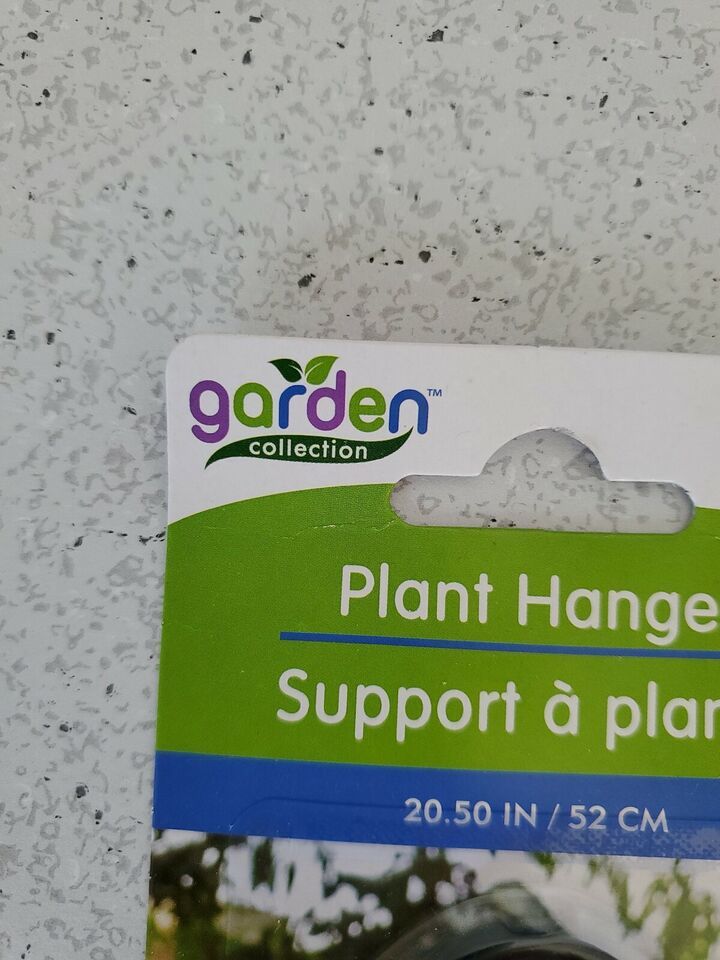 garden™
collection
Plant Hange
Support à plan
20.50 IN / 52 CM